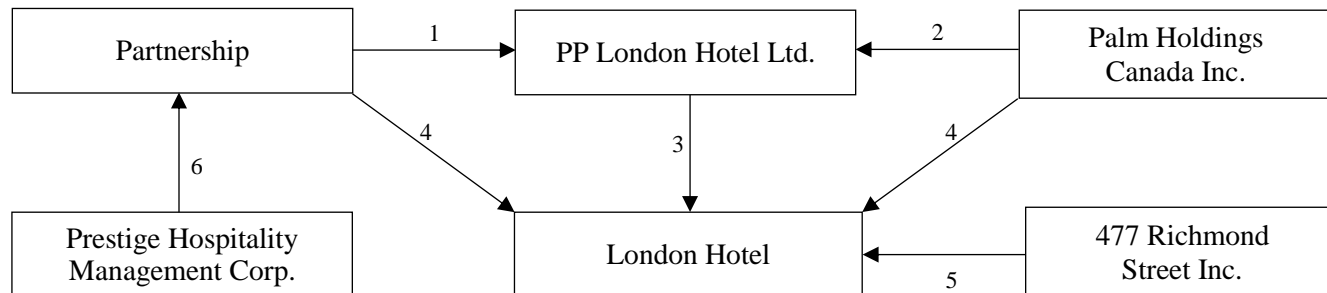 Partnership
1
PP London Hotel Ltd.
2
Palm Holdings
Canada Inc.
4
3
4
6
Prestige Hospitality
Management Corp.
London Hotel
5
477 Richmond
Street Inc.